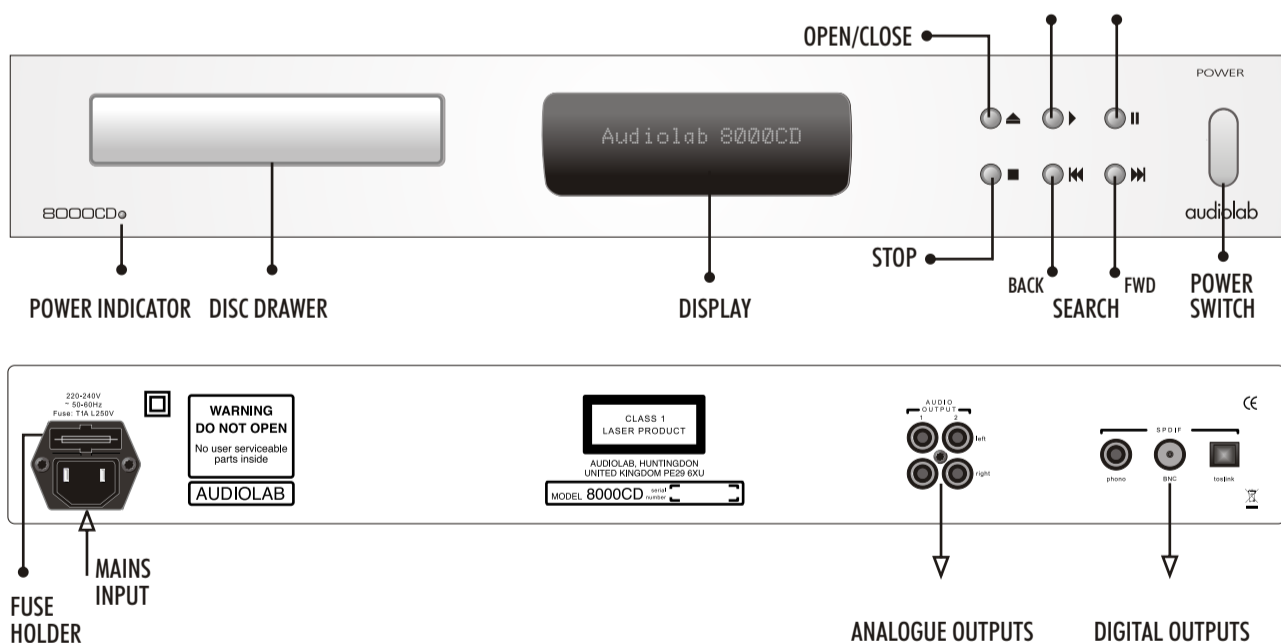 OPEN/CLOSE
POWER
Audiolab 8000CD
8000CD
audiolab
STOP
BACK
FWD
SEARCH
POWER
SWITCH
POWER INDICATOR
DISC DRAWER
DISPLAY
220-240V
~ 50-60Hz
Fuse: T1A L250V
WARNING
DO NOT OPEN
No user serviceable
parts inside
AUDIOLAB
CLASS 1
LASER PRODUCT
AUDIOLAB, HUNTINGDON
UNITED KINGDOM PE29 6XU
MODEL 8000CD serial
number
AUDIO
OUTPUT
1 2
left
right
CE
SPDIF
phono BNC toslink
MAINS
INPUT
FUSE
HOLDER
ANALOGUE OUTPUTS
DIGITAL OUTPUTS